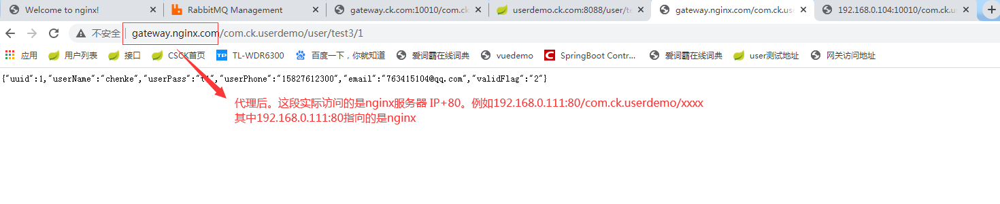 Welcome to nginx!
RabbitMQ Management
gateway.ck.com:10010/com.ck
userdemo.ck.com:8088/user/te
gateway.nginx.com/com.ck.use
192.168.0.104:10010/com.ck.us
不安全 | gateway.nginx.com/com.ck.userdemo/user/test3/1
应用
用户列表
接口
CSCK首页
TP TL-WDR6300
百度一下，你就知道
爱词霸在线词典
vuedemo
C SpringBoot Contr...
爱词霸在线词典
user测试地址
网关访问地址
{"uuid":1,"userName":"chenke","userPass":"t1","userPhone":"15827612300","email":"763415104@qq.com","validFlag":"2"}
代理后。这段实际访问的是nginx服务器 IP+80。例如192.168.0.111:80/com.ck.userdemo/xxxx
其中192.168.0.111:80指向的是nginx